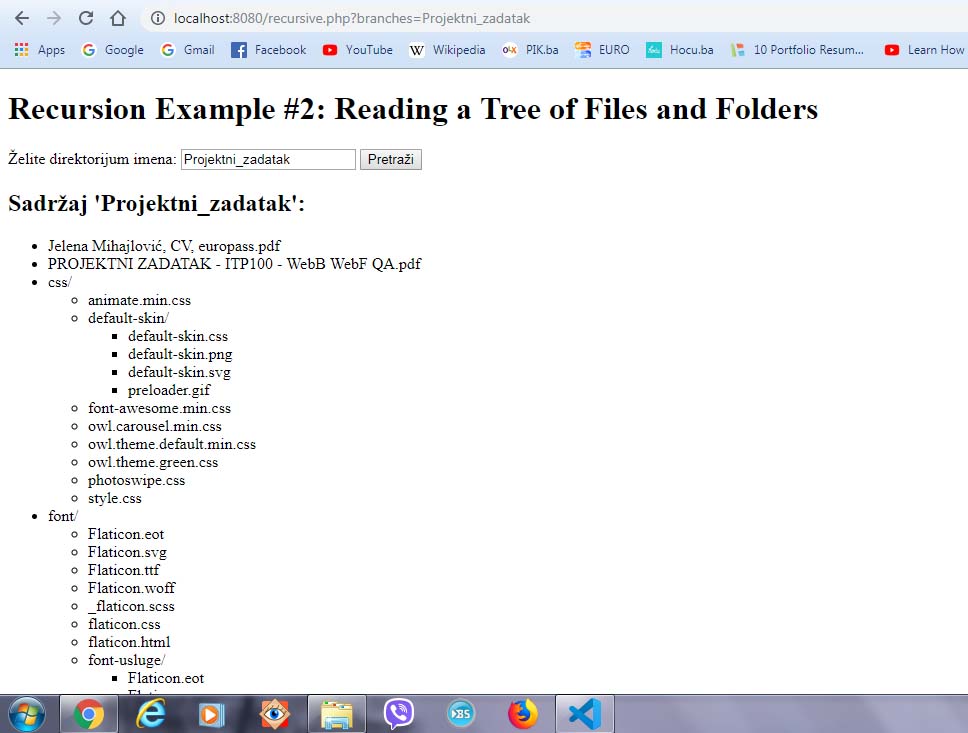 localhost:8080/recursive.php?branches=Projektni_zadatak
Apps Google Gmail Facebook YouTube Wikipedia PIK.ba EURO Hocu.ba 10 Portfolio Resum... Learn How
Recursion Example #2: Reading a Tree of Files and Folders
Želite direktorijum imena: Projektni_zadatak Pretraži
Sadržaj 'Projektni_zadatak':
Jelena Mihajlović, CV, europass.pdf
PROJEKTNI ZADATAK - ITP100 - WebB WebF QA.pdf
css/
animate.min.css
default-skin/
default-skin.css
default-skin.png
default-skin.svg
preloader.gif
font-awesome.min.css
owl.carousel.min.css
owl.theme.default.min.css
owl.theme.green.css
photoswipe.css
style.css
font/
Flaticon.eot
Flaticon.svg
Flaticon.ttf
Flaticon.woff
_flaticon.scss
flaticon.css
flaticon.html
font-usluge/
Flaticon.eot